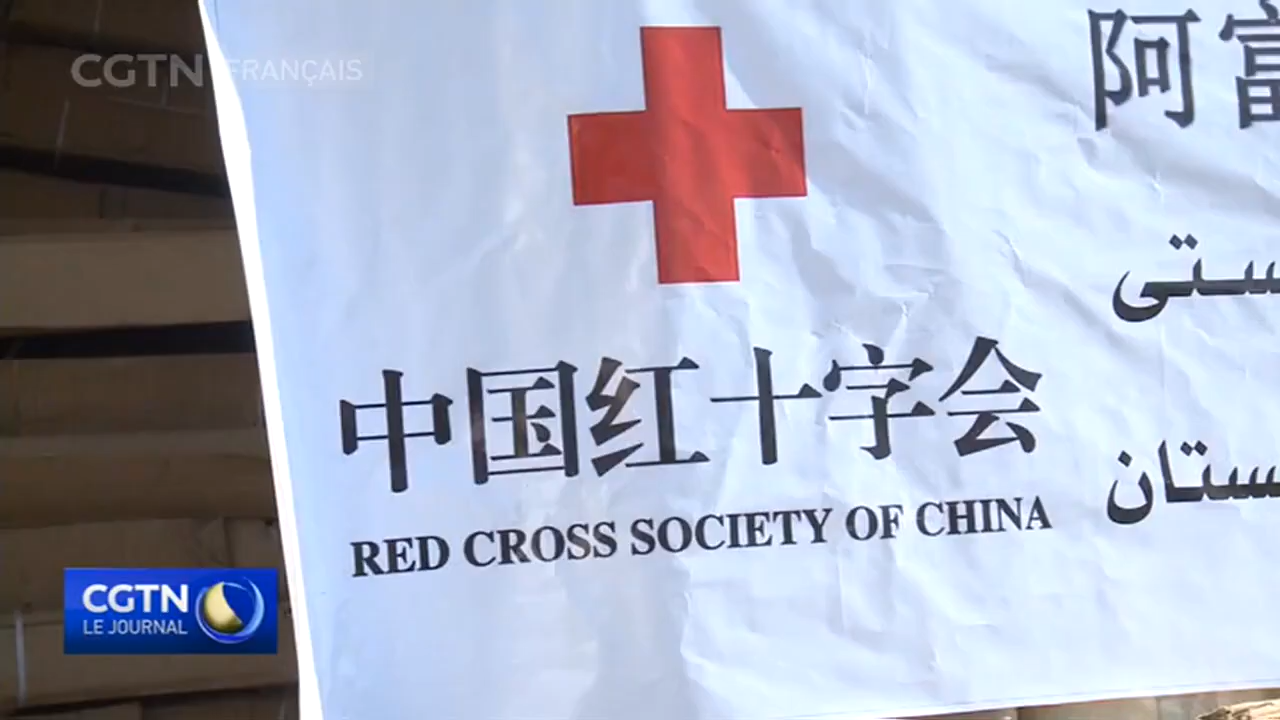 CGTN FRANÇAIS
阿富
中国红十字会
RED CROSS SOCIETY OF CHINA
CGTN
LE JOURNAL